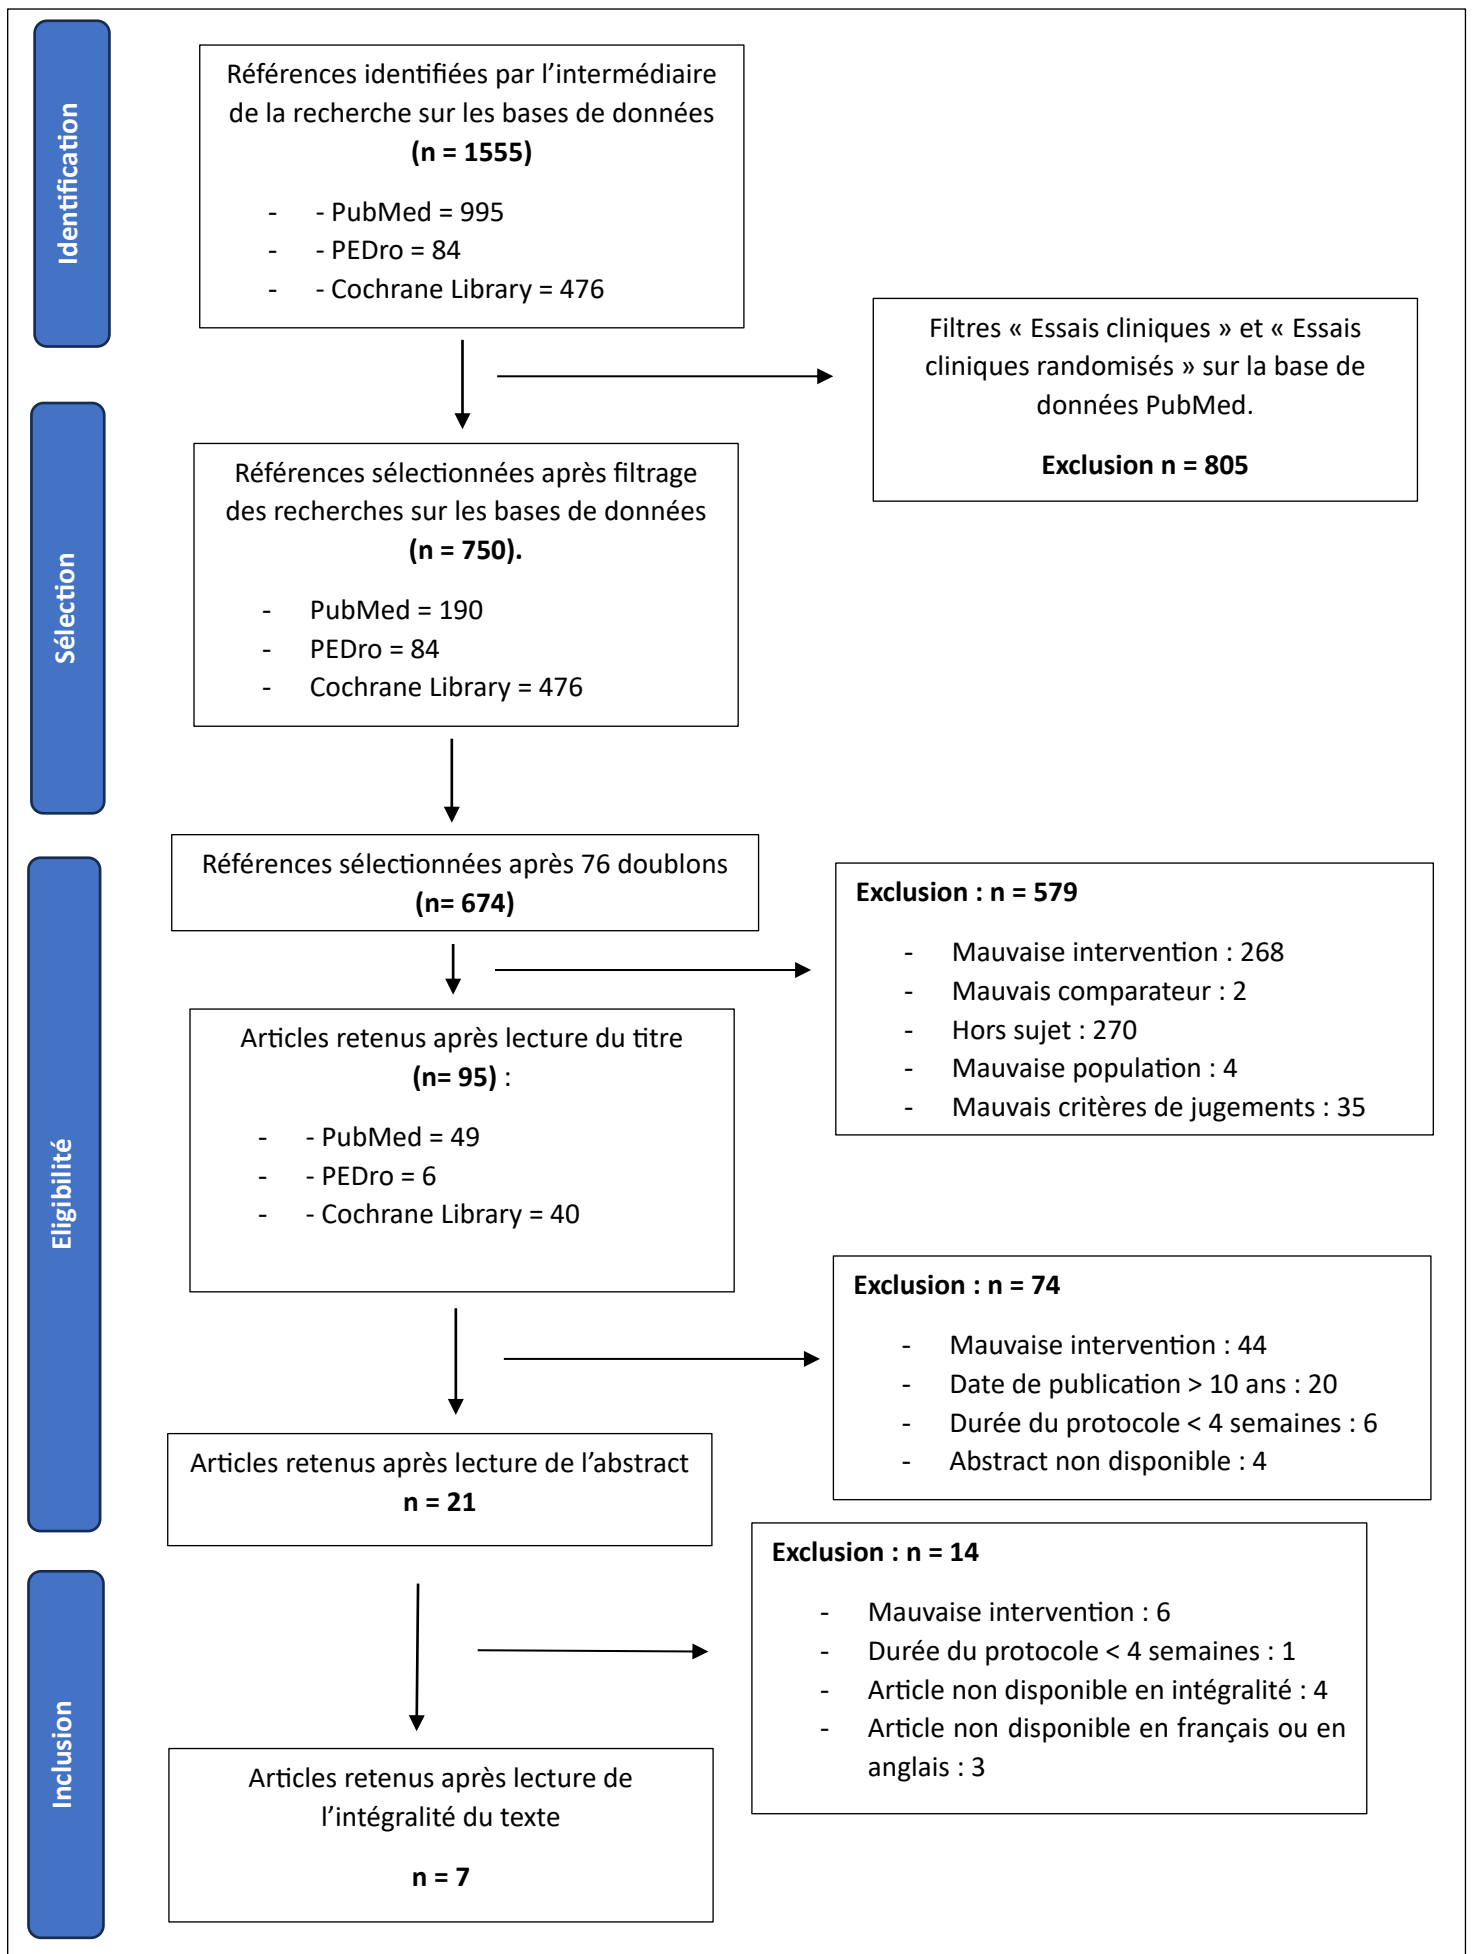 Identification
Références identifiées par l’intermédiaire
de la recherche sur les bases de données
(n = 1555)
- - PubMed = 995
- - PEDro = 84
- - Cochrane Library = 476
Filtres « Essais cliniques » et « Essais
cliniques randomisés » sur la base de
données PubMed.
Exclusion n = 805
Sélection
Références sélectionnées après filtrage
des recherches sur les bases de données
(n = 750).
- PubMed = 190
- PEDro = 84
- Cochrane Library = 476
Eligibilité
Références sélectionnées après 76 doublons
(n= 674)
Exclusion : n = 579
- Mauvaise intervention : 268
- Mauvais comparateur : 2
- Hors sujet : 270
- Mauvaise population : 4
- Mauvais critères de jugements : 35
Articles retenus après lecture du titre
(n= 95) :
- - PubMed = 49
- - PEDro = 6
- - Cochrane Library = 40
Exclusion : n = 74
- Mauvaise intervention : 44
- Date de publication > 10 ans : 20
- Durée du protocole < 4 semaines : 6
- Abstract non disponible : 4
Articles retenus après lecture de l’abstract
n = 21
Inclusion
Exclusion : n = 14
- Mauvaise intervention : 6
- Durée du protocole < 4 semaines : 1
- Article non disponible en intégralité : 4
- Article non disponible en français ou en
anglais : 3
Articles retenus après lecture de
l’intégralité du texte
n = 7